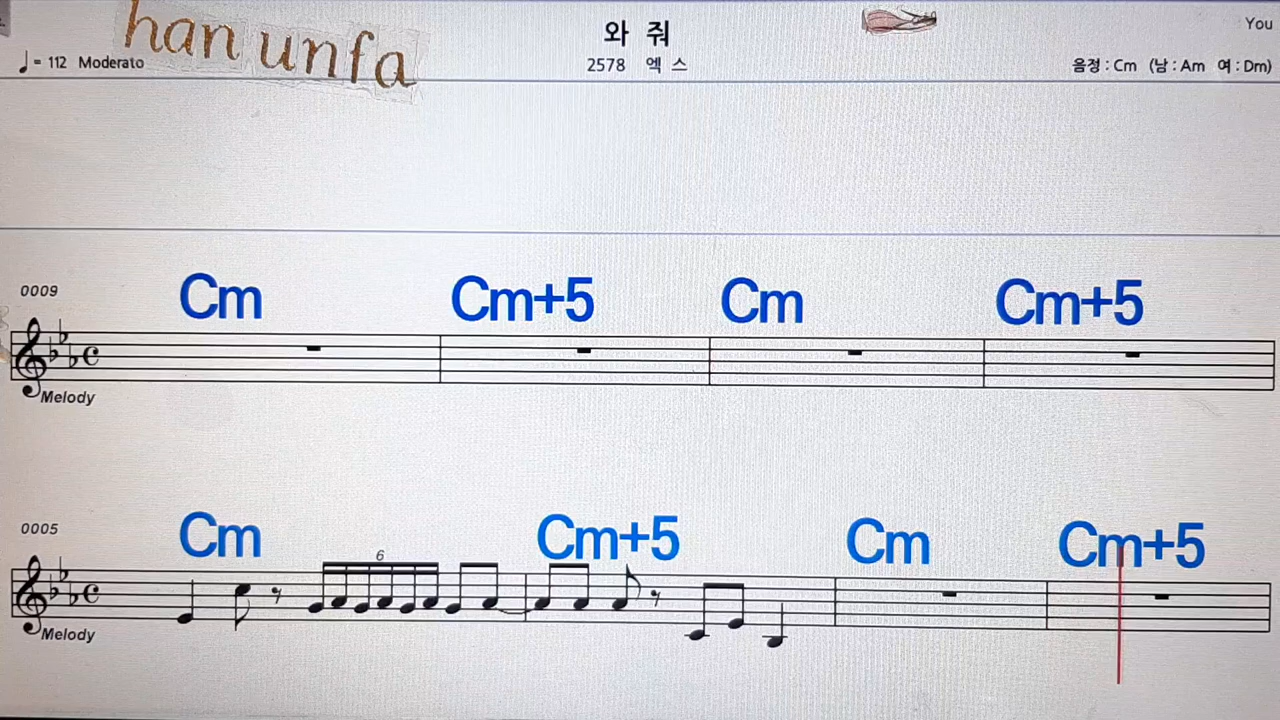 han unfa
와 줘
You
♩ = 112 Moderato
2578 엑 스
음정 : Cm (남 : Am 여 : Dm)
Cm Cm+5 Cm Cm+5
0009
Melody
Cm Cm+5 Cm Cm+5
0005
6
Melody